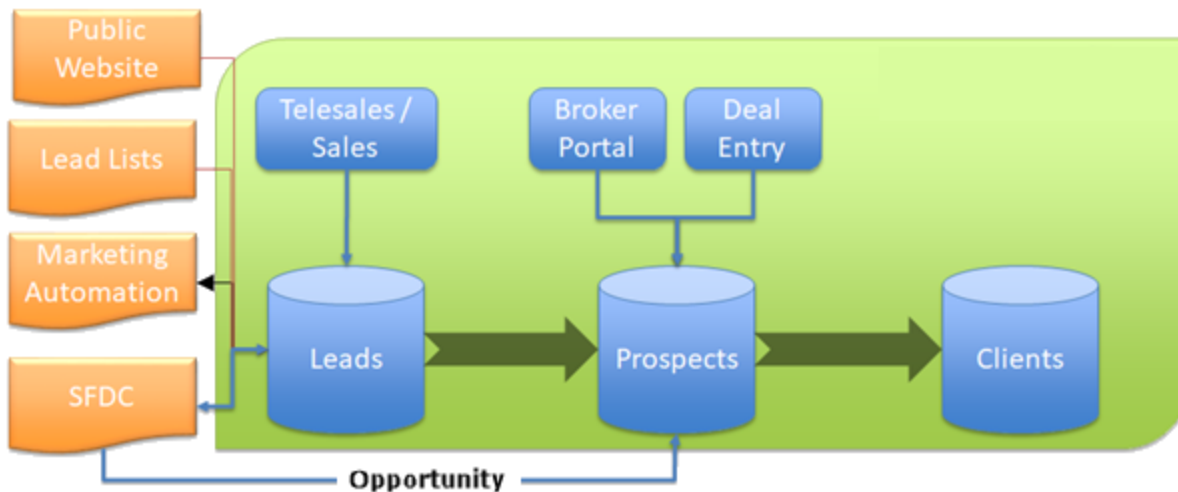 Public
Website
Lead Lists
Marketing
Automation
SFDC
Telesales /
Sales
Broker
Portal
Deal
Entry
Leads
Prospects
Clients
Opportunity